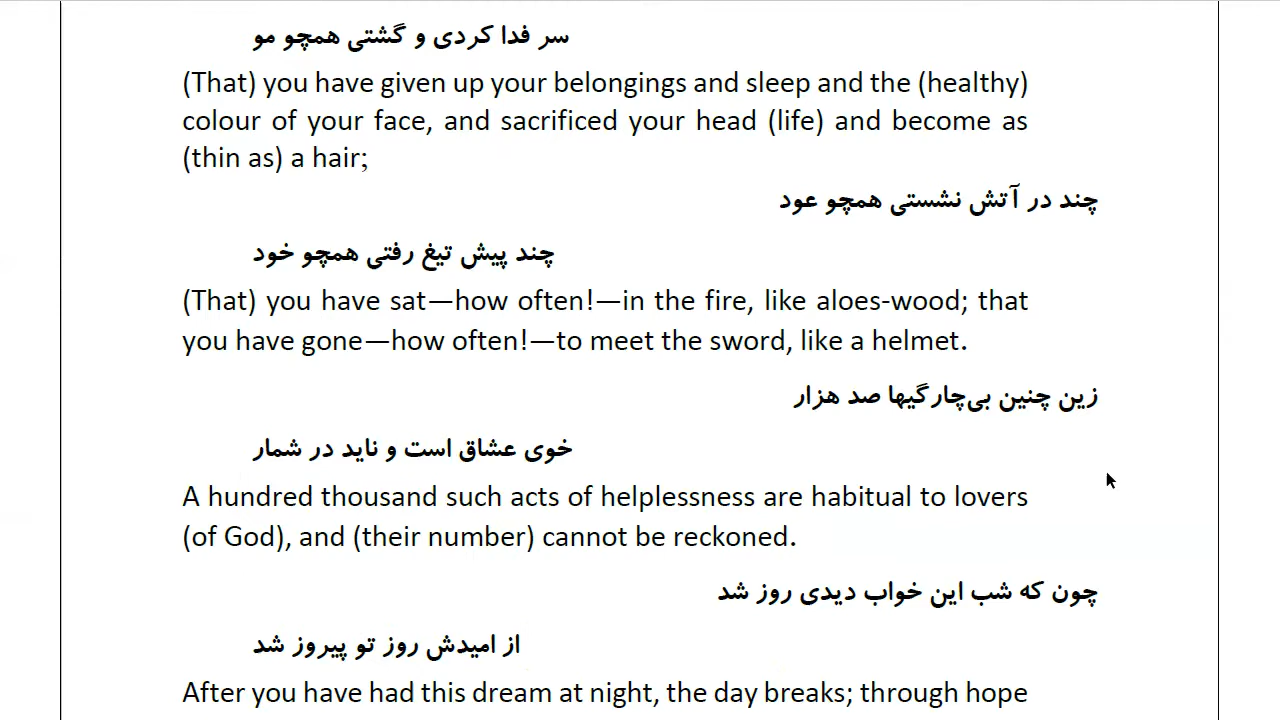 سر فدا کردی و گشتی همچو مو
(That) you have given up your belongings and sleep and the (healthy)
colour of your face, and sacrificed your head (life) and become as
(thin as) a hair;
چند در آتش نشستی همچو عود
چند پیش تیغ رفتی همچو خود
(That) you have sat—how often!—in the fire, like aloes-wood; that
you have gone—how often!—to meet the sword, like a helmet.
زین چنین بی‌چارگیها صد هزار
خوی عشاق است و ناید در شمار
A hundred thousand such acts of helplessness are habitual to lovers
(of God), and (their number) cannot be reckoned.
چون که شب این خواب دیدی روز شد
از امیدش روز تو پیروز شد
After you have had this dream at night, the day breaks; through hope